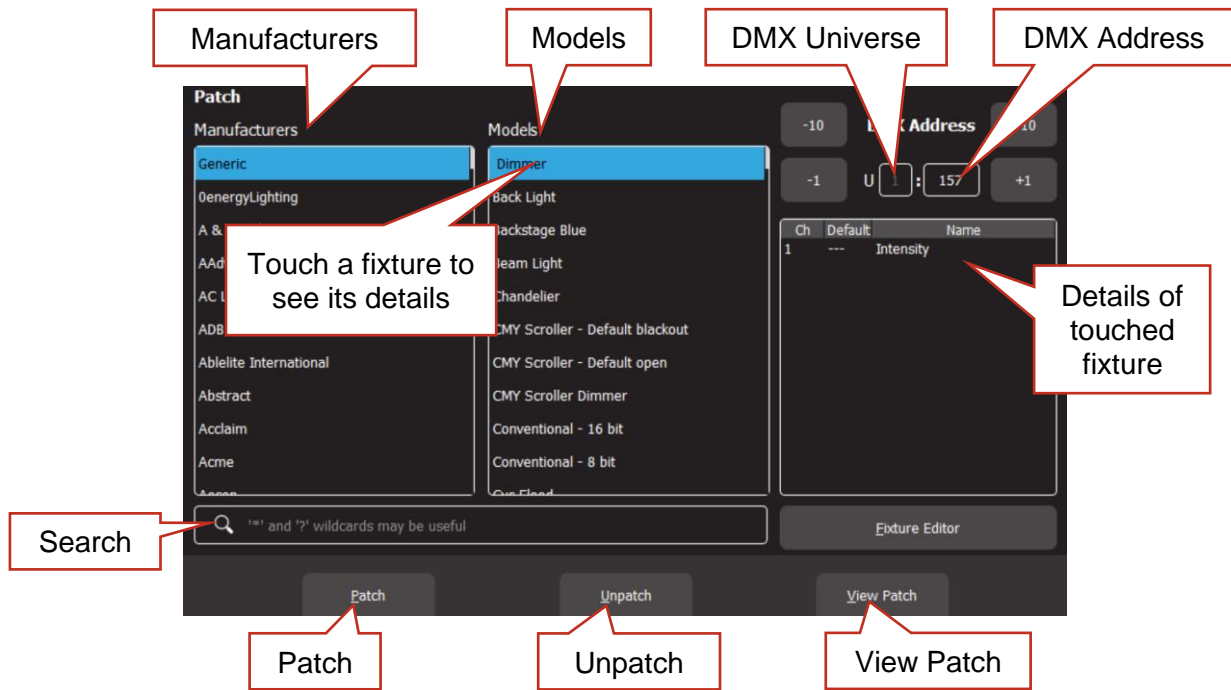 Manufacturers
Models
DMX Universe
DMX Address
Patch
Manufacturers
Models
-10
Address
10
Generic
Dimmer
-1
U
1
:
157
+1
0energyLighting
Back Light
Ch Default Name
A &
Backstage Blue
1 --- Intensity
Touch a fixture to
see its details
AAd
Beam Light
AC L
Chandelier
Details of
touched
fixture
ADB
CMY Scroller - Default blackout
Ablelite International
CMY Scroller - Default open
Abstract
CMY Scroller Dimmer
Acclaim
Conventional - 16 bit
Acme
Conventional - 8 bit
Search
'*' and '?' wildcards may be useful
Fixture Editor
Patch
Unpatch
View Patch
Patch
Unpatch
View Patch